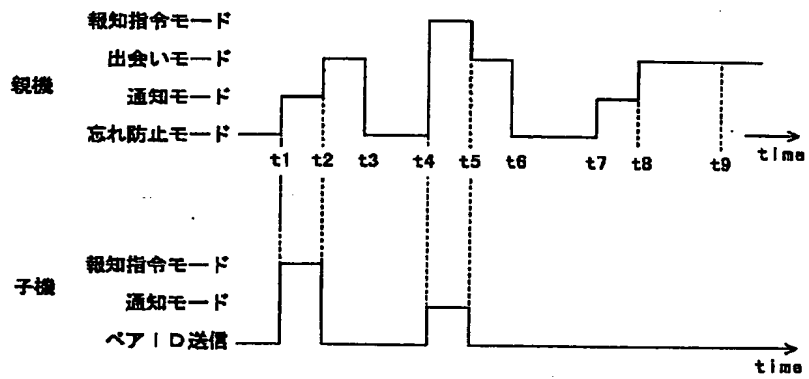 報知指令モード
出会いモード
親機
通知モード
忘れ防止モード
t1 t2 t3 t4 t5 t6 t7 t8 t9 time
報知指令モード
子機
通知モード
ペアID送信
time